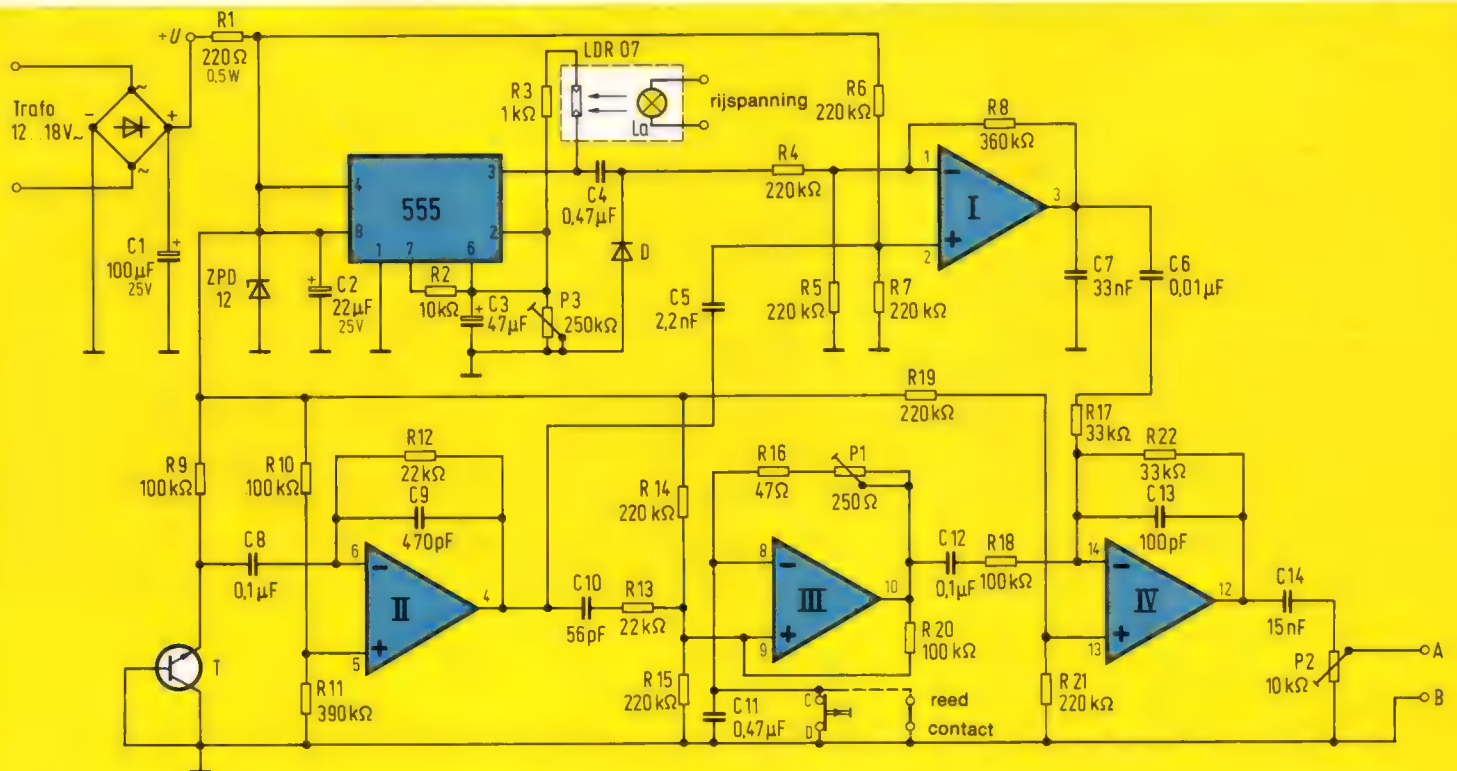 +U
R1
220Ω
0,5W
Trafo
12...18V~
-
~
+
~
C1
100µF
25V
+
ZPD
12
+
C2
22µF
25V
4
8
555
3
2
1
7
6
R2
10kΩ
+
C3
47µF
P3
250kΩ
R3
1kΩ
LDR 07
La
rijspanning
C4
0,47µF
D
R4
220kΩ
R5
220kΩ
R6
220kΩ
R7
220kΩ
C5
2,2nF
R8
360kΩ
1
-
I
+
2
3
C7
33nF
C6
0,01µF
R9
100kΩ
R10
100kΩ
R11
390kΩ
T
C8
0,1µF
R12
22kΩ
C9
470pF
6
-
II
+
5
4
C10
56pF
R13
22kΩ
R14
220kΩ
R15
220kΩ
R16
47Ω
P1
250Ω
8
-
III
+
9
10
C11
0,47µF
C
D
reed
contact
R19
220kΩ
C12
0,1µF
R18
100kΩ
R20
100kΩ
R17
33kΩ
R22
33kΩ
C13
100pF
14
-
IV
+
13
12
R21
220kΩ
C14
15nF
P2
10kΩ
A
B